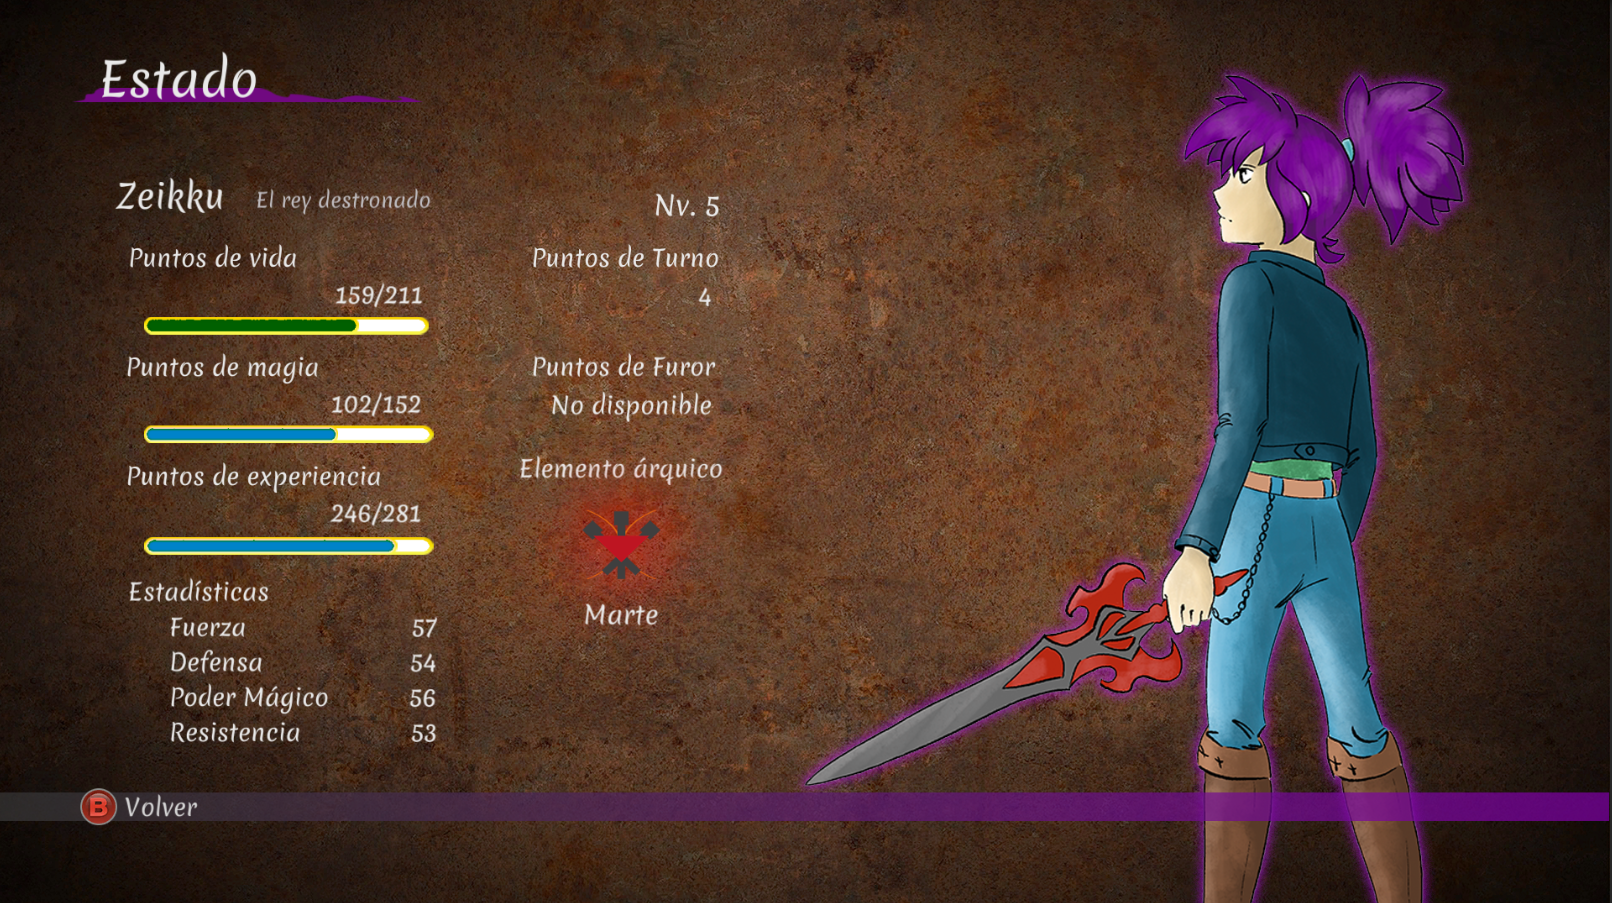 Estado
Zeikku El rey destronado
Nv. 5
Puntos de vida
159/211
Puntos de magia
102/152
Puntos de experiencia
246/281
Puntos de Turno
4
Puntos de Furor
No disponible
Elemento árquico
Marte
Estadísticas
Fuerza 57
Defensa 54
Poder Mágico 56
Resistencia 53
B Volver